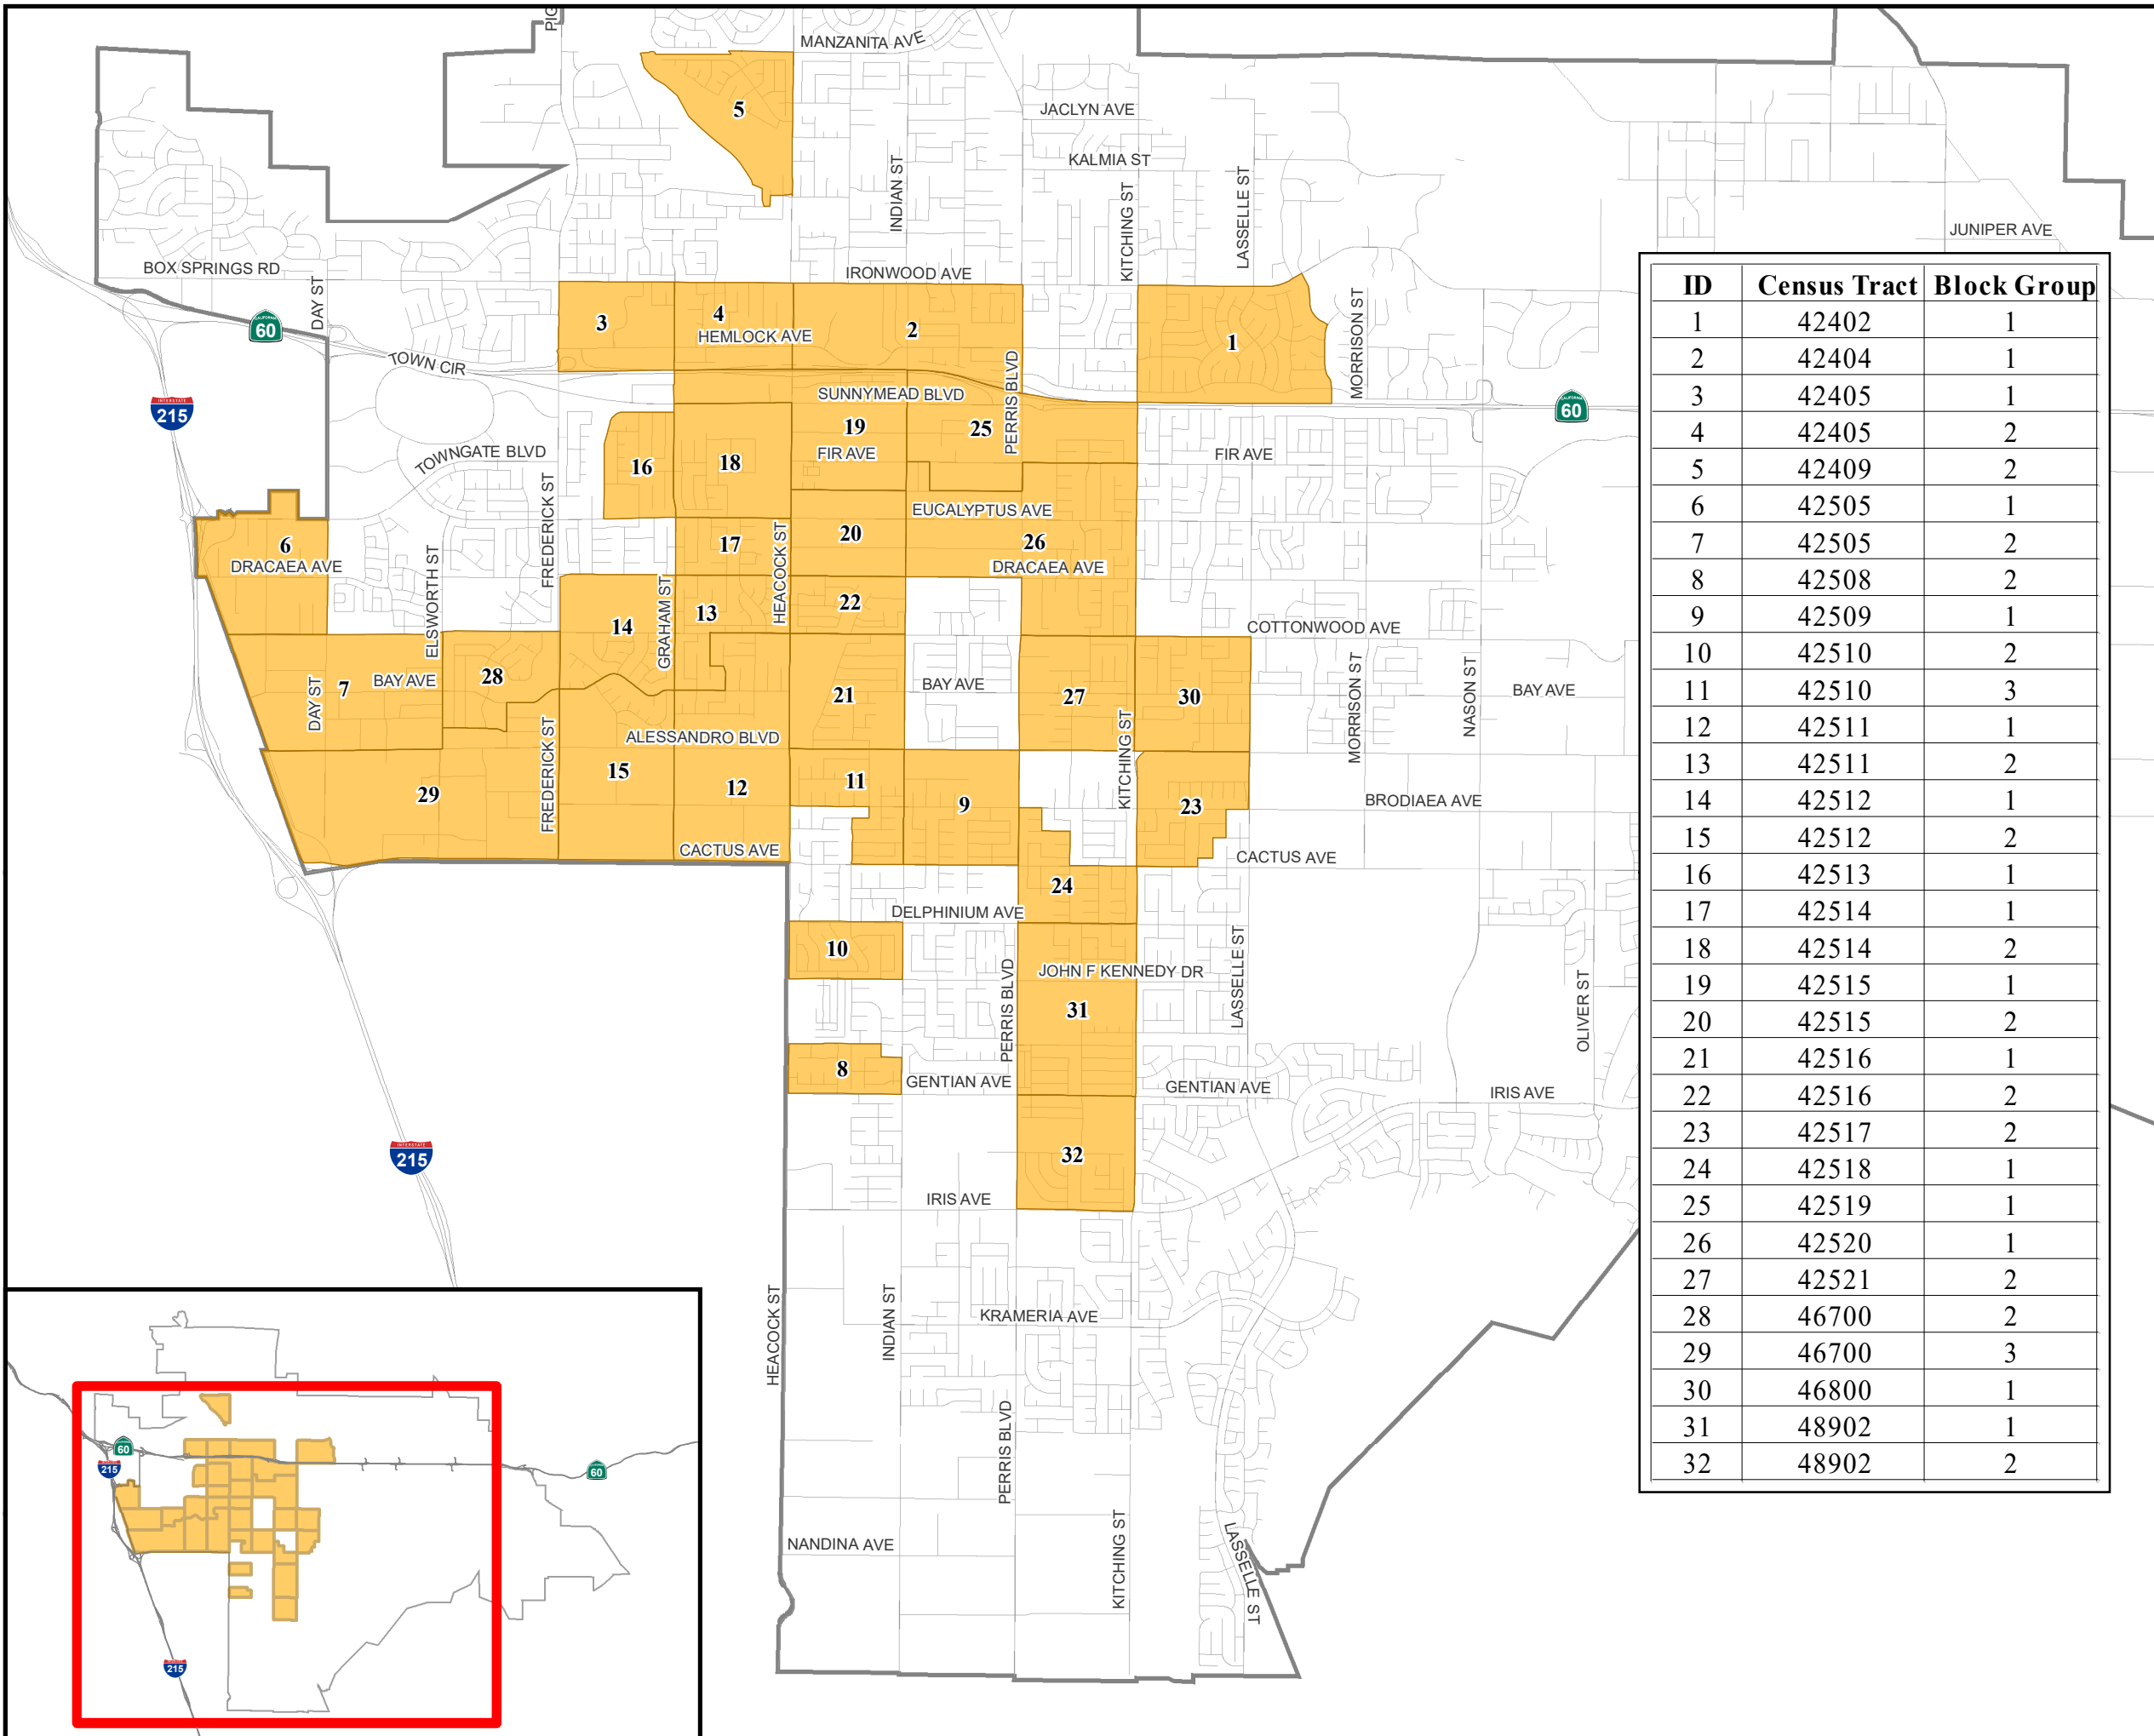 PIG
MANZANITA AVE
5
JACLYN AVE
KALMIA ST
INDIAN ST
KITCHING ST
LASSELLE ST
JUNIPER AVE
BOX SPRINGS RD
DAY ST
IRONWOOD AVE
CALIFORNIA
60
3
4
HEMLOCK AVE
2
1
MORRISON ST
TOWN CIR
PERRIS BLVD
SUNNYMEAD BLVD
INTERSTATE
215
60
19
25
FIR AVE
FIR AVE
TOWNGATE BLVD
16
18
FREDERICK ST
EUCALYPTUS AVE
6
DRACAEA AVE
17
HEACOCK ST
20
26
DRACAEA AVE
ELSWORTH ST
GRAHAM ST
14
13
22
COTTONWOOD AVE
DAY ST
7
BAY AVE
28
21
BAY AVE
27
30
MORRISON ST
NASON ST
BAY AVE
KITCHING ST
FREDERICK ST
ALESSANDRO BLVD
29
15
12
11
9
23
BRODIAEA AVE
CACTUS AVE
CACTUS AVE
24
DELPHINIUM AVE
10
PERRIS BLVD
JOHN F KENNEDY DR
LASSELLE ST
OLIVER ST
31
8
GENTIAN AVE
GENTIAN AVE
IRIS AVE
INTERSTATE
215
32
IRIS AVE
HEACOCK ST
INDIAN ST
KRAMERIA AVE
PERRIS BLVD
NANDINA AVE
KITCHING ST
LASSELLE ST
60
215
60
215
ID Census Tract Block Group
1 42402 1
2 42404 1
3 42405 1
4 42405 2
5 42409 2
6 42505 1
7 42505 2
8 42508 2
9 42509 1
10 42510 2
11 42510 3
12 42511 1
13 42511 2
14 42512 1
15 42512 2
16 42513 1
17 42514 1
18 42514 2
19 42515 1
20 42515 2
21 42516 1
22 42516 2
23 42517 2
24 42518 1
25 42519 1
26 42520 1
27 42521 2
28 46700 2
29 46700 3
30 46800 1
31 48902 1
32 48902 2